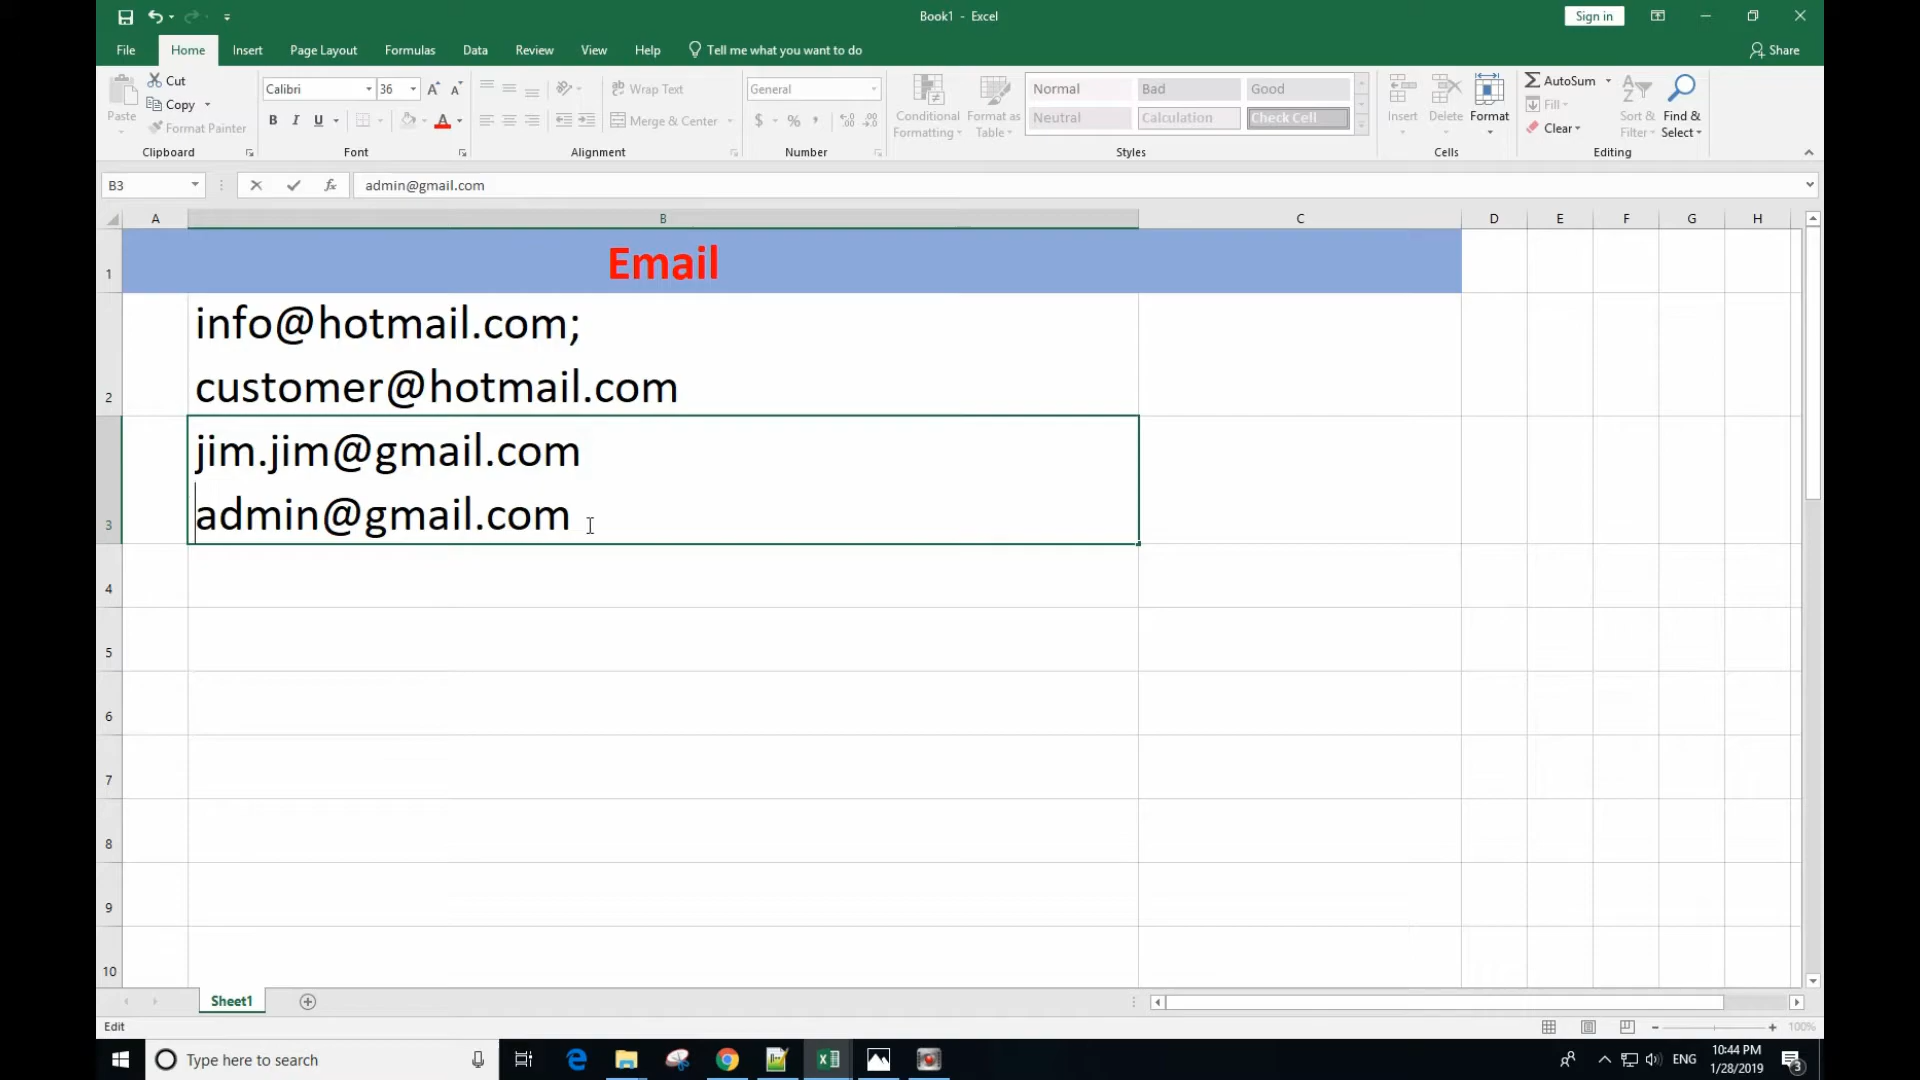 Book1 - Excel
Sign in
File Home Insert Page Layout Formulas Data Review View Help Tell me what you want to do Share
Cut
Copy
Format Painter
Paste
Clipboard
Calibri 36
B I U
Font
Wrap Text
Merge & Center
Alignment
General
$ % ,
Number
Conditional Formatting
Format as Table
Normal Bad Good
Neutral Calculation Check Cell
Styles
Insert Delete Format
Cells
AutoSum
Fill
Clear
Sort & Filter
Find & Select
Editing
B3 fx admin@gmail.com
A B C D E F G H
1 Email
info@hotmail.com;
2 customer@hotmail.com
jim.jim@gmail.com
3 admin@gmail.com
4
5
6
7
8
9
10
Sheet1
Edit
100%
Type here to search
ENG
10:44 PM
1/28/2019
3